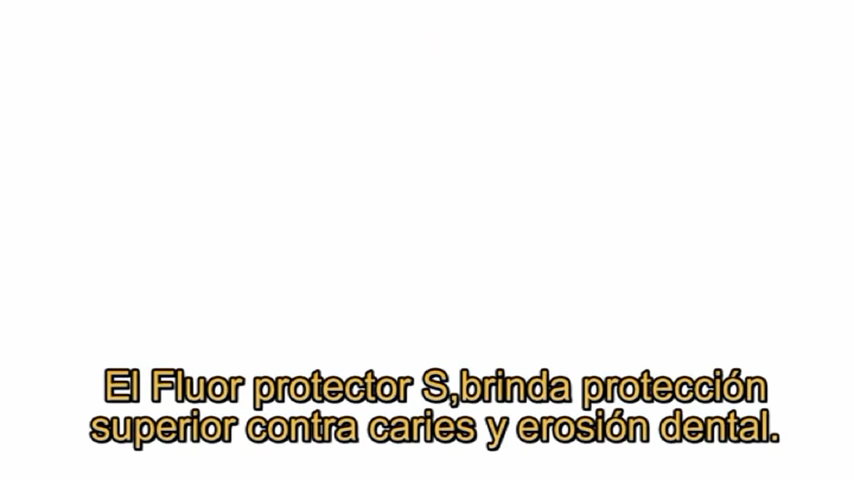 El Fluor protector S,brinda protección
superior contra caries y erosión dental.